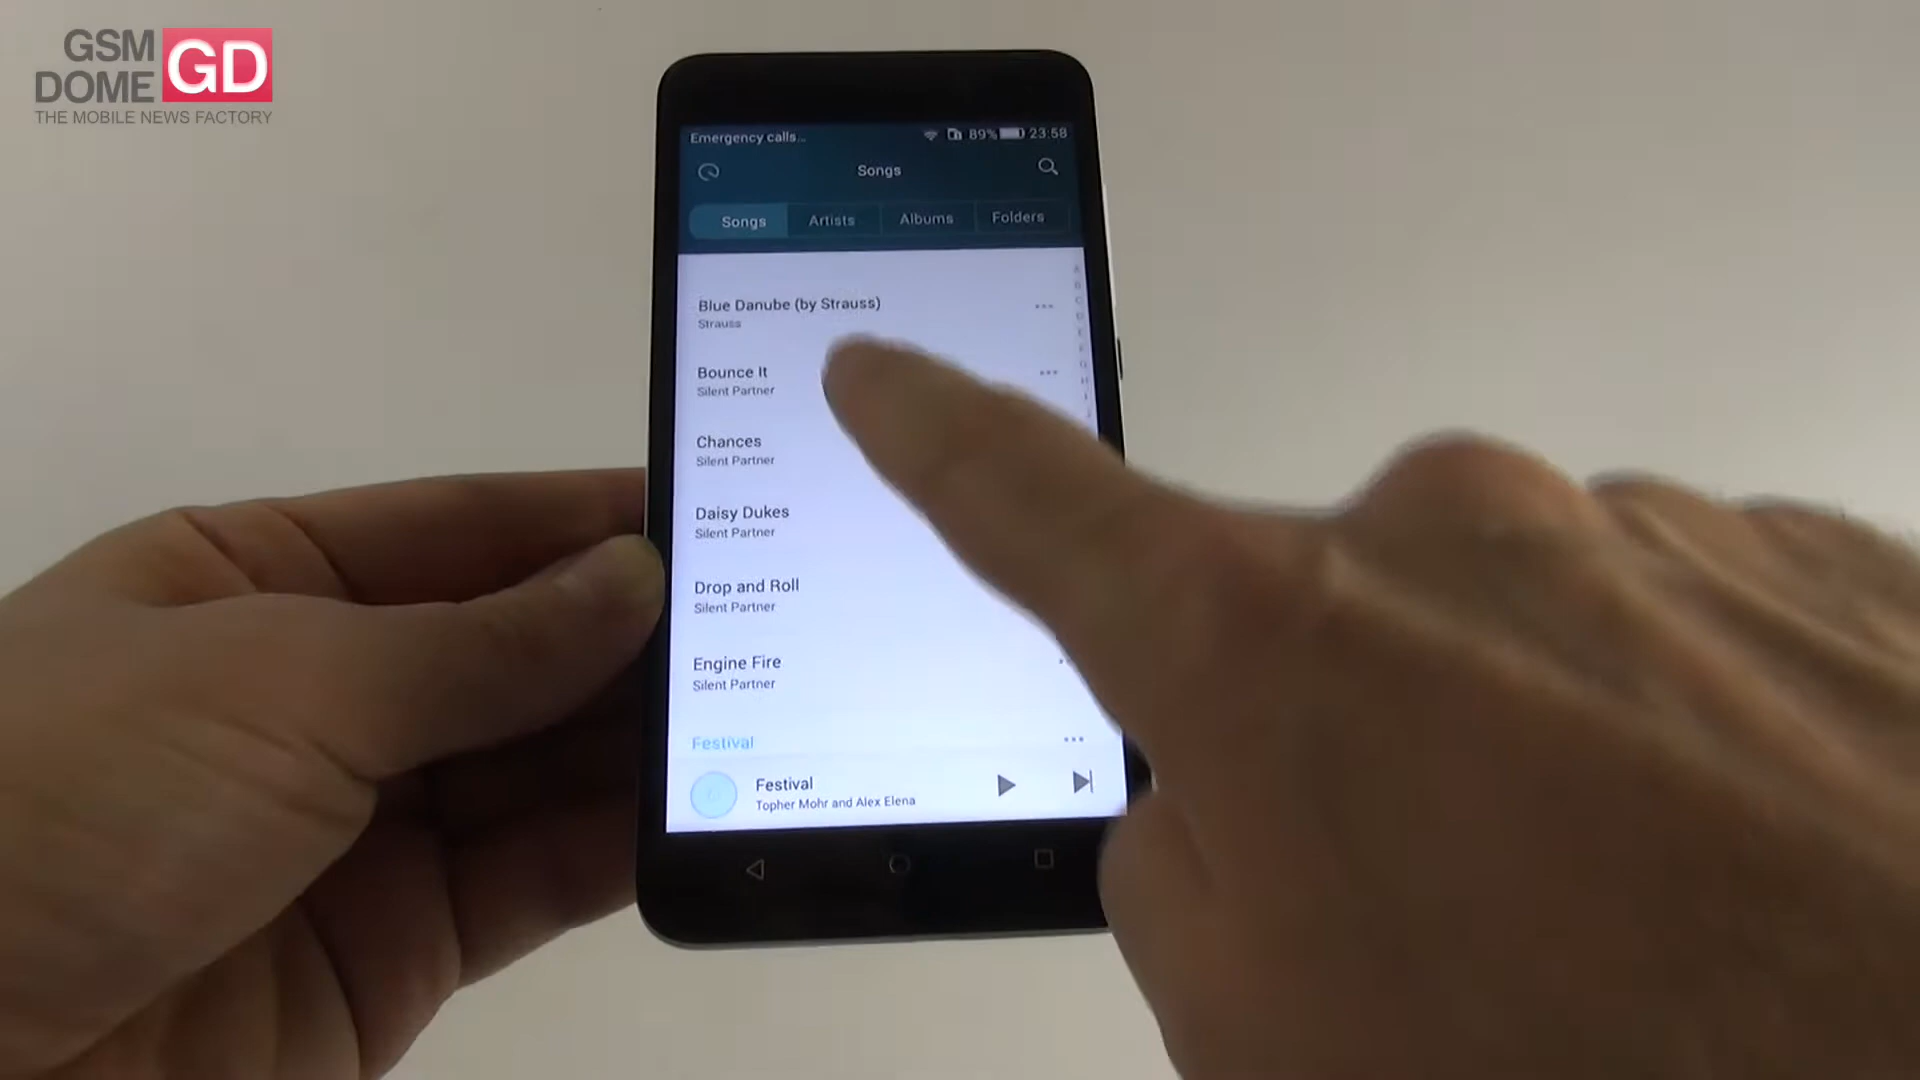 GSM
DOME
GD
THE MOBILE NEWS FACTORY
Emergency calls...
89%
23:58
Songs
Songs
Artists
Albums
Folders
Blue Danube (by Strauss)
Strauss
Bounce It
Silent Partner
Chances
Silent Partner
Daisy Dukes
Silent Partner
Drop and Roll
Silent Partner
Engine Fire
Silent Partner
Festival
Festival
Topher Mohr and Alex Elena